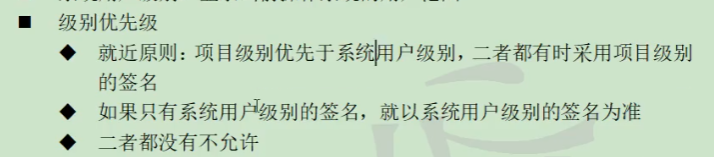 ■ 级别优先级
◆ 就近原则：项目级别优先于系统用户级别，二者都有时采用项目级别
的签名
◆ 如果只有系统用户级别的签名，就以系统用户级别的签名为准
◆ 二者都没有不允许